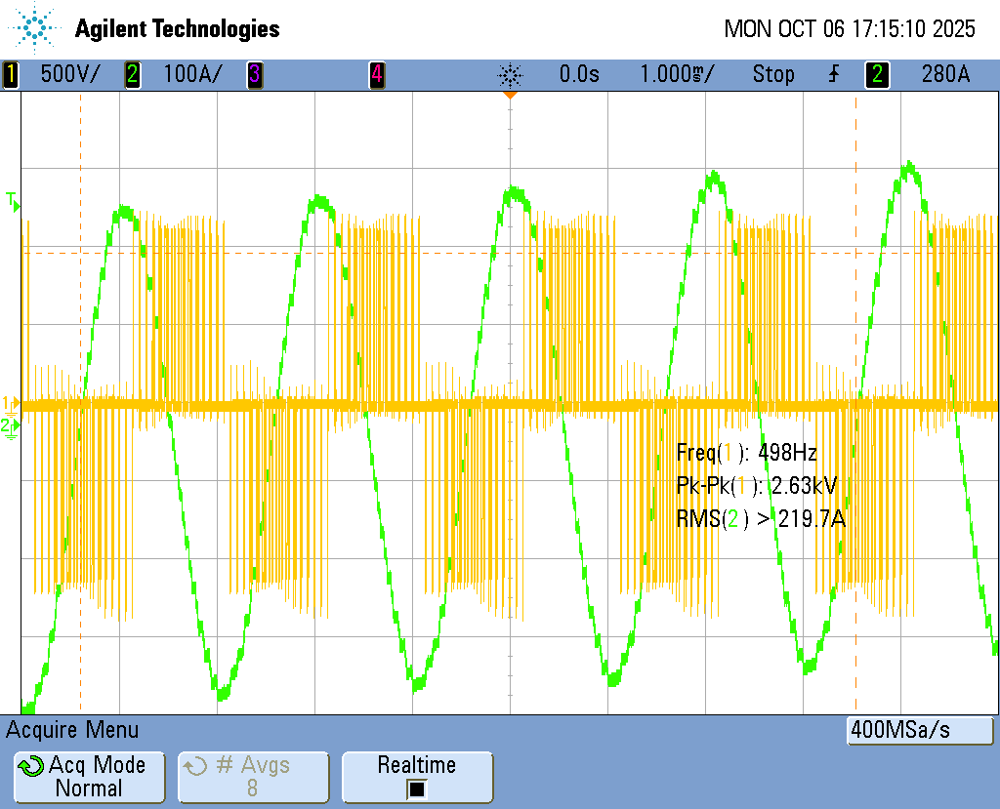 Agilent Technologies
MON OCT 06 17:15:10 2025
1 500V/ 2 100A/ 3 4 0.0s 1.000ms/ Stop 2 280A
T
1
2
Freq(1): 498Hz
Pk-Pk(1): 2.63kV
RMS(2) > 219.7A
Acquire Menu
400MSa/s
Acq Mode
Normal
# Avgs
8
Realtime